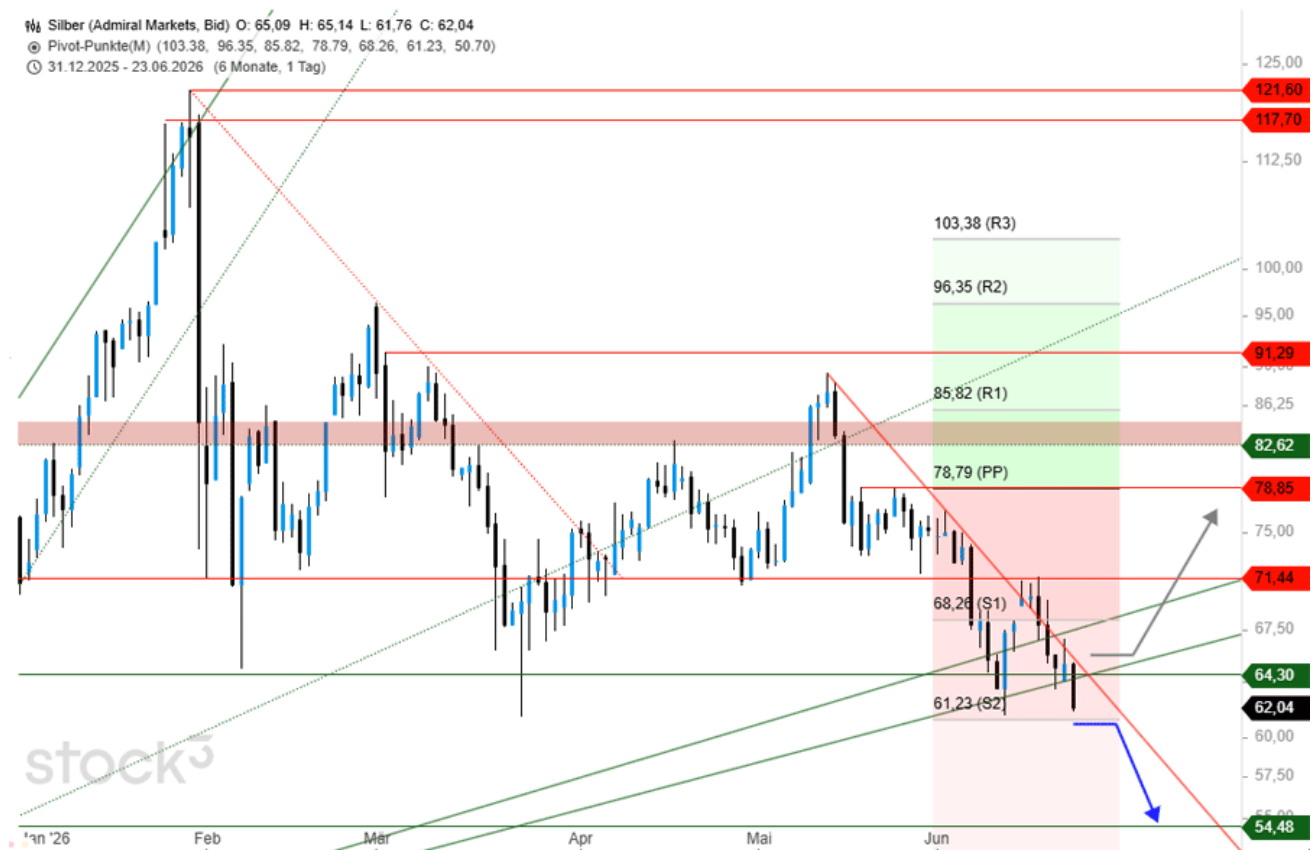 Silber (Admiral Markets, Bid) O: 65,09 H: 65,14 L: 61,76 C: 62,04
Pivot-Punkte(M) (103.38, 96.35, 85.82, 78.79, 68.26, 61.23, 50.70)
31.12.2025 - 23.06.2026 (6 Monate, 1 Tag)
125,00
121,60
117,70
112,50
103,38 (R3)
100,00
96,35 (R2)
95,00
91,29
85,82 (R1)
86,25
82,62
78,79 (PP)
78,85
75,00
71,44
68,26 (S1)
67,50
64,30
61,23 (S2)
62,04
60,00
57,50
54,48
stock3
Jan '26 Feb Mär Apr Mai Jun